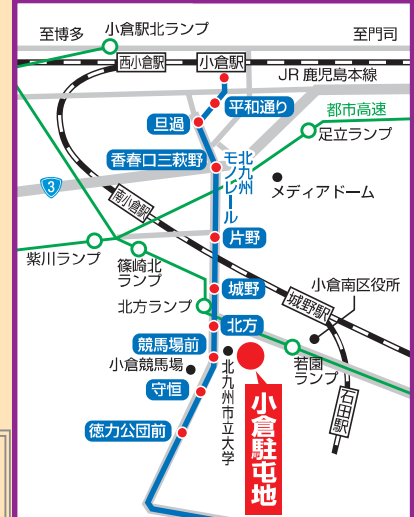 小倉駅北ランプ
至博多
至門司
西小倉駅
小倉駅
JR鹿児島本線
平和通り
都市高速
旦過
足立ランプ
香春口三萩野
北九州
モノレール
3
メディアドーム
南小倉駅
片野
紫川ランプ
篠崎北
ランプ
城野
小倉南区役所
北方ランプ
城野駅
北方
競馬場前
小倉競馬場
北九州市立大学
若園
ランプ
守恒
小倉駐屯地
石田駅
徳力公団前